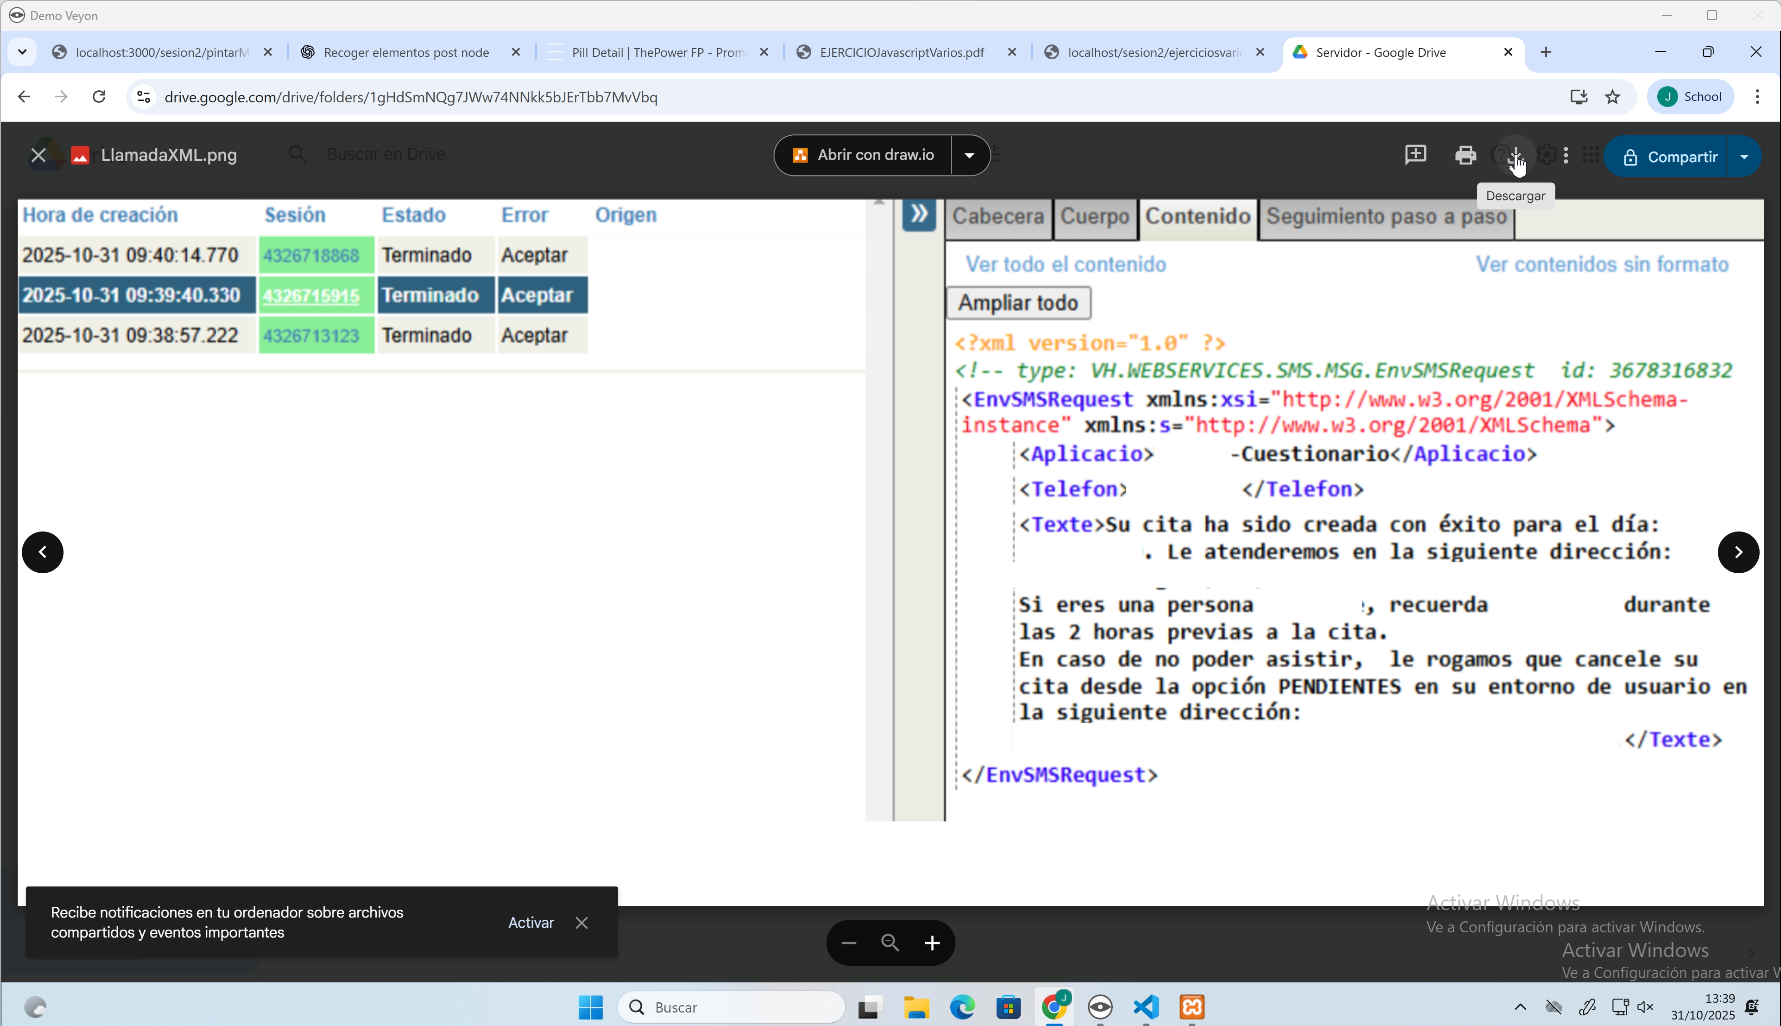 Demo Veyon
localhost:3000/sesion2/pintarM
Recoger elementos post node
Pill Detail | ThePower FP - Prom
EJERCICIOJavascriptVarios.pdf
localhost/sesion2/ejerciciosvari
Servidor - Google Drive
drive.google.com/drive/folders/1gHdSmNQg7JWw74NNkk5bJErTbb7MvVbq
J School
LlamadaXML.png
Buscar en Drive
Abrir con draw.io
Compartir
Descargar
Hora de creación Sesión Estado Error Origen
2025-10-31 09:40:14.770 4326718868 Terminado Aceptar
2025-10-31 09:39:40.330 4326715915 Terminado Aceptar
2025-10-31 09:38:57.222 4326713123 Terminado Aceptar
Cabecera Cuerpo Contenido Seguimiento paso a paso
Ver todo el contenido Ver contenidos sin formato
Ampliar todo
<?xml version="1.0" ?>
<!-- type: VH.WEBSERVICES.SMS.MSG.EnvSMSRequest id: 3678316832
<EnvSMSRequest xmlns:xsi="http://www.w3.org/2001/XMLSchema-
instance" xmlns:s="http://www.w3.org/2001/XMLSchema">
<Aplicacio> -Cuestionario</Aplicacio>
<Telefon> </Telefon>
<Texte>Su cita ha sido creada con éxito para el día:
. Le atenderemos en la siguiente dirección:
Si eres una persona , recuerda durante
las 2 horas previas a la cita.
En caso de no poder asistir, le rogamos que cancele su
cita desde la opción PENDIENTES en su entorno de usuario en
la siguiente dirección:
</Texte>
</EnvSMSRequest>
Recibe notificaciones en tu ordenador sobre archivos
compartidos y eventos importantes
Activar
Activar Windows
Ve a Configuración para activar Windows.
Activar Windows
Ve a Configuración para activar W
Buscar
J
13:39
31/10/2025